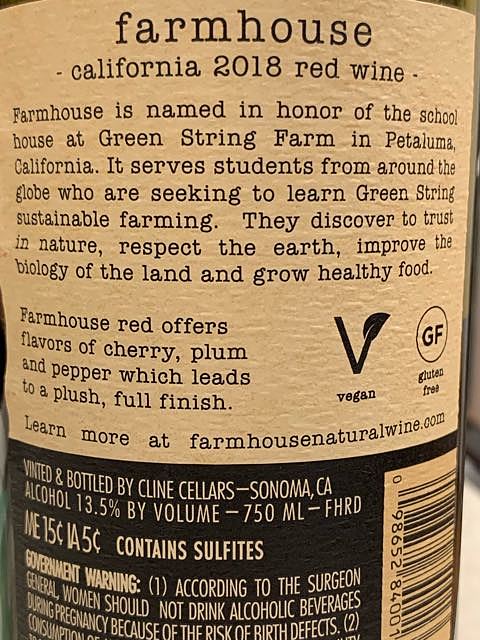 farmhouse
- california 2018 red wine -
Farmhouse is named in honor of the school
house at Green String Farm in Petaluma,
California. It serves students from around the
globe who are seeking to learn Green String
sustainable farming. They discover to trust
in nature, respect the earth, improve the
biology of the land and grow healthy food.
Farmhouse red offers
flavors of cherry, plum
and pepper which leads
to a plush, full finish.
V
vegan
GF
gluten
free
Learn more at farmhousenaturalwine.com
VINTED & BOTTLED BY CLINE CELLARS—SONOMA, CA
ALCOHOL 13.5% BY VOLUME — 750 ML — FHRD
ME 15¢ IA 5¢ CONTAINS SULFITES
GOVERNMENT WARNING: (1) ACCORDING TO THE SURGEON
GENERAL, WOMEN SHOULD NOT DRINK ALCOHOLIC BEVERAGES
DURING PREGNANCY BECAUSE OF THE RISK OF BIRTH DEFECTS. (2)
CONSUMPTION OF
0 98652 8400